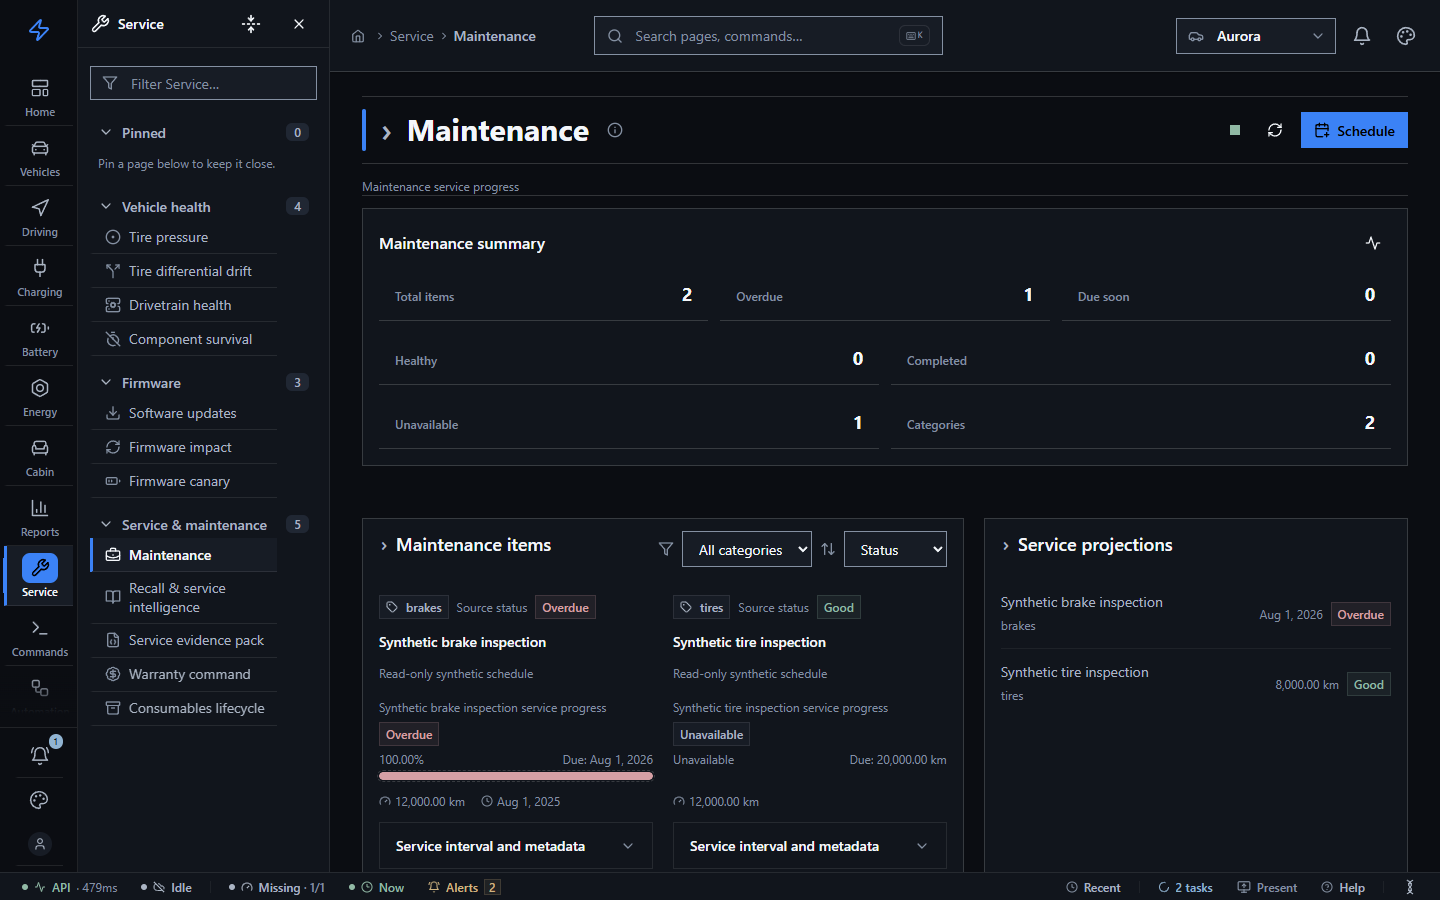 Home
Vehicles
Driving
Charging
Battery
Energy
Cabin
Reports
Service
Commands
1
Service
Filter Service...
Pinned 0
Pin a page below to keep it close.
Vehicle health 4
Tire pressure
Tire differential drift
Drivetrain health
Component survival
Firmware 3
Software updates
Firmware impact
Firmware canary
Service & maintenance 5
Maintenance
Recall & service
intelligence
Service evidence pack
Warranty command
Consumables lifecycle
Service Maintenance
Search pages, commands... K
Aurora
Maintenance
Schedule
Maintenance service progress
Maintenance summary
Total items 2 Overdue 1 Due soon 0
Healthy 0 Completed 0
Unavailable 1 Categories 2
Maintenance items All categories Status
brakes Source status Overdue
Synthetic brake inspection
Read-only synthetic schedule
Synthetic brake inspection service progress
Overdue
100.00% Due: Aug 1, 2026
12,000.00 km Aug 1, 2025
Service interval and metadata
tires Source status Good
Synthetic tire inspection
Read-only synthetic schedule
Synthetic tire inspection service progress
Unavailable
Unavailable Due: 20,000.00 km
12,000.00 km
Service interval and metadata
Service projections
Synthetic brake inspection
brakes
Aug 1, 2026 Overdue
Synthetic tire inspection
tires
8,000.00 km Good
API · 479ms Idle Missing · 1/1 Now Alerts 2 Recent 2 tasks Present Help